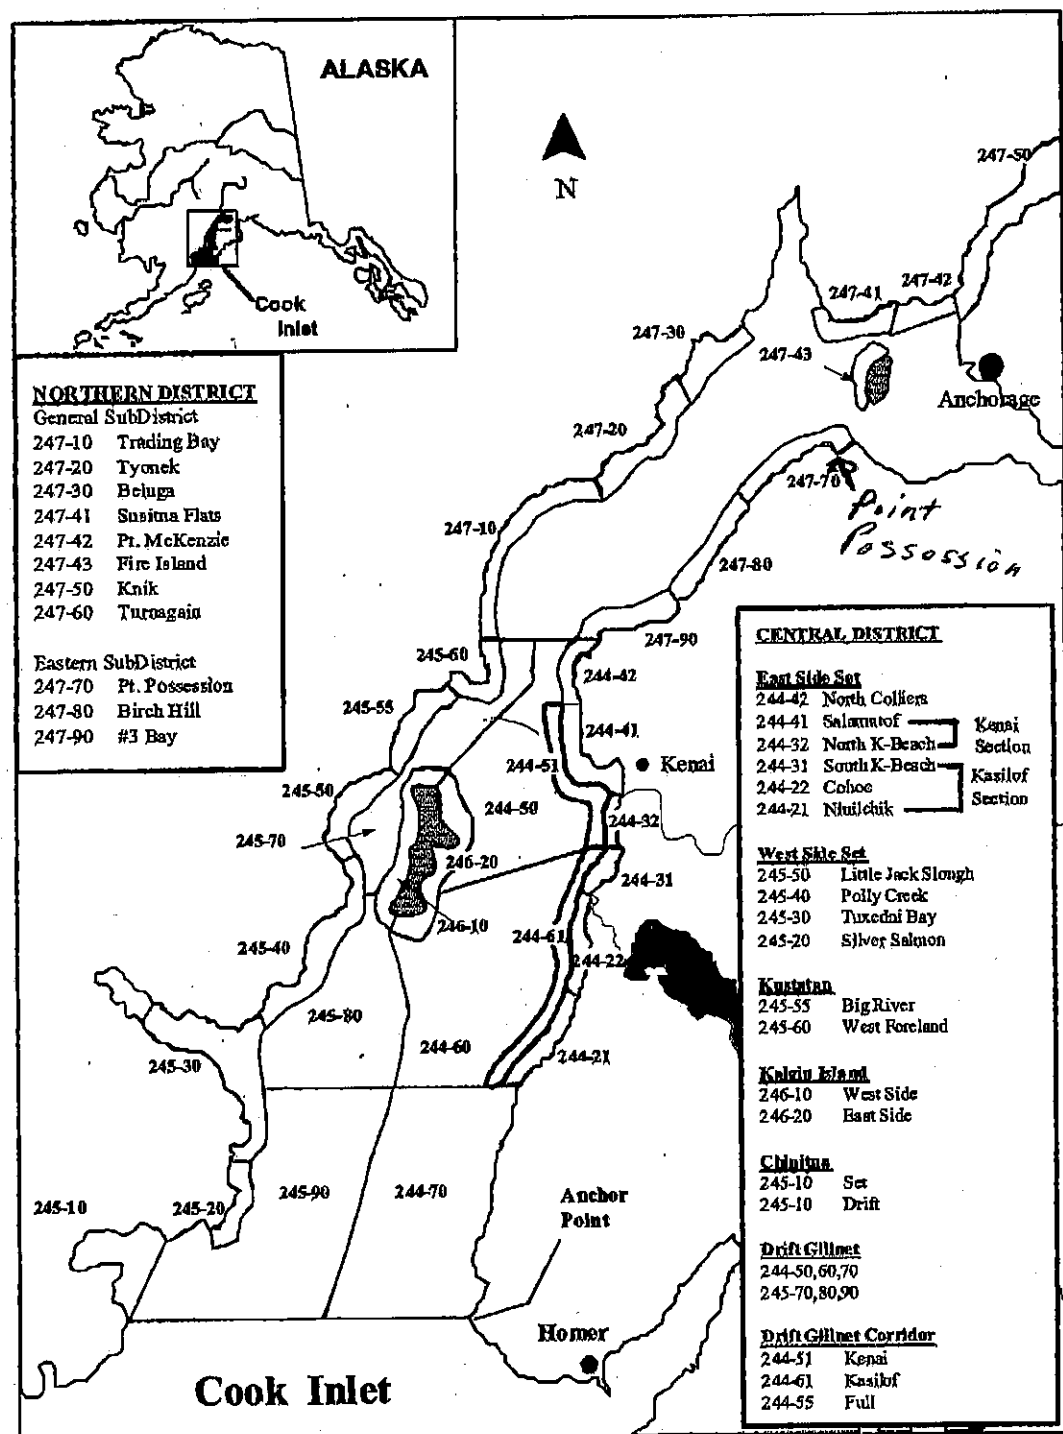 ALASKA
Cook
Inlet
N
NORTHERN DISTRICT
General SubDistrict
247-10 Trading Bay
247-20 Tyonek
247-30 Beluga
247-41 Susitna Flats
247-42 Pt. McKenzie
247-43 Fire Island
247-50 Knik
247-60 Turnagain
Eastern SubDistrict
247-70 Pt. Possession
247-80 Birch Hill
247-90 #3 Bay
247-50
247-42
247-41
247-30
247-43
Anchorage
247-20
247-70
Point
Possossion
247-10
247-80
247-90
245-60
244-42
245-55
244-41
244-51
Kenai
245-50
244-50
244-32
245-70
246-20
244-31
246-10
244-61
245-40
244-22
245-80
244-60
244-21
245-30
245-90
244-70
245-10
245-20
Anchor
Point
Homer
Cook Inlet
CENTRAL DISTRICT
East Side Set
244-42 North Colliers
244-41 Salamatof
244-32 North K-Beach
Kenai
Section
244-31 South K-Beach
244-22 Cohoe
244-21 Niuilchik
Kasilof
Section
West Side Set
245-50 Little Jack Slough
245-40 Polly Creek
245-30 Tuxedni Bay
245-20 Silver Salmon
Kustatan
245-55 Big River
245-60 West Foreland
Kalgin Island
246-10 West Side
246-20 East Side
Chinitna
245-10 Set
245-10 Drift
Drift Gillnet
244-50,60,70
245-70,80,90
Drift Gillnet Corridor
244-51 Kenai
244-61 Kasilof
244-55 Full